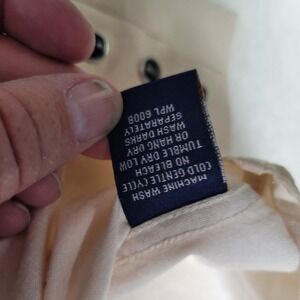 MACHINE WASH
COLD GENTLE CYCLE
NO BLEACH
TUMBLE DRY LOW
OR HANG DRY
WASH DARKS
SEPARATELY
WPL 6008